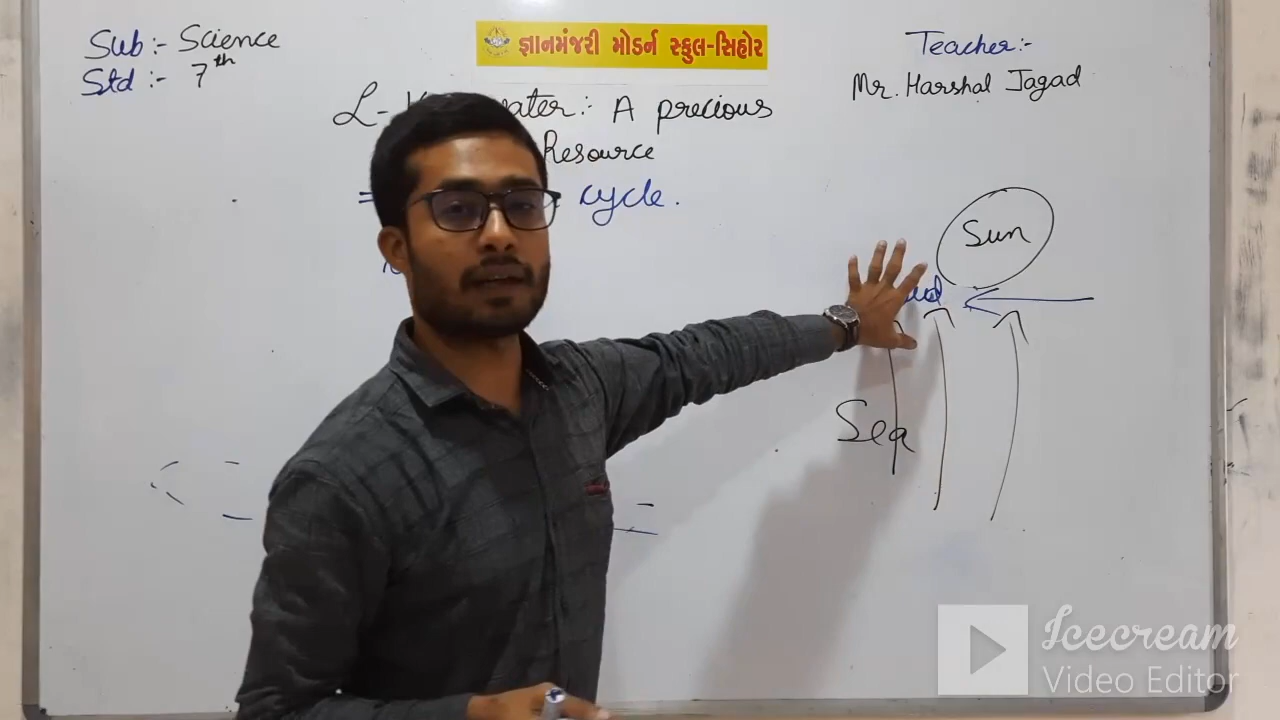 Sub:- Science
Std:- 7th
જ્ઞાનમંજરી મોડર્ન સ્કુલ-સિહોર
Teacher:-
Mr. Harshal Jagad
L- : A precious
Resource
= cycle.
Sun
Sea
Icecream
Video Editor